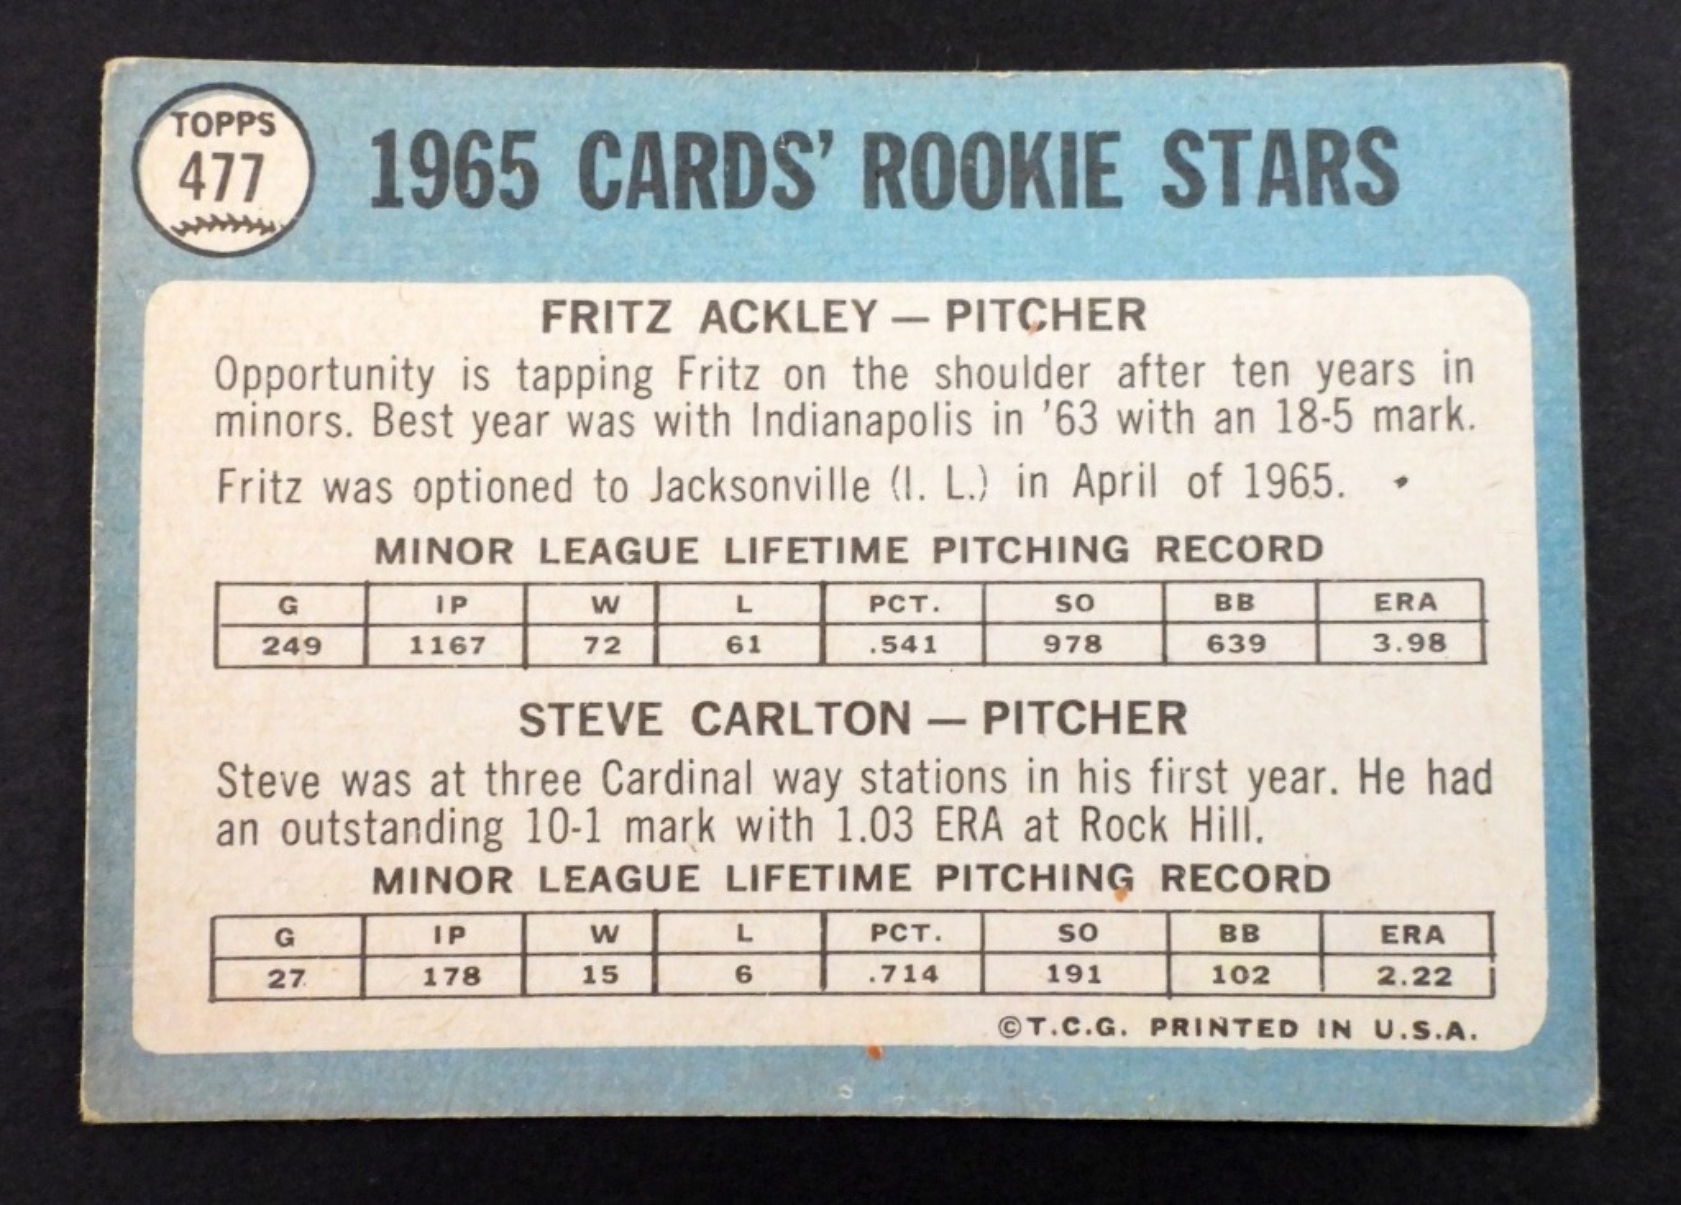 TOPPS
477
1965 CARDS' ROOKIE STARS
FRITZ ACKLEY — PITCHER
Opportunity is tapping Fritz on the shoulder after ten years in
minors. Best year was with Indianapolis in '63 with an 18-5 mark.
Fritz was optioned to Jacksonville (I. L.) in April of 1965.
MINOR LEAGUE LIFETIME PITCHING RECORD
G IP W L PCT. SO BB ERA
249 1167 72 61 .541 978 639 3.98
STEVE CARLTON — PITCHER
Steve was at three Cardinal way stations in his first year. He had
an outstanding 10-1 mark with 1.03 ERA at Rock Hill.
MINOR LEAGUE LIFETIME PITCHING RECORD
G IP W L PCT. SO BB ERA
27 178 15 6 .714 191 102 2.22
©T.C.G. PRINTED IN U.S.A.